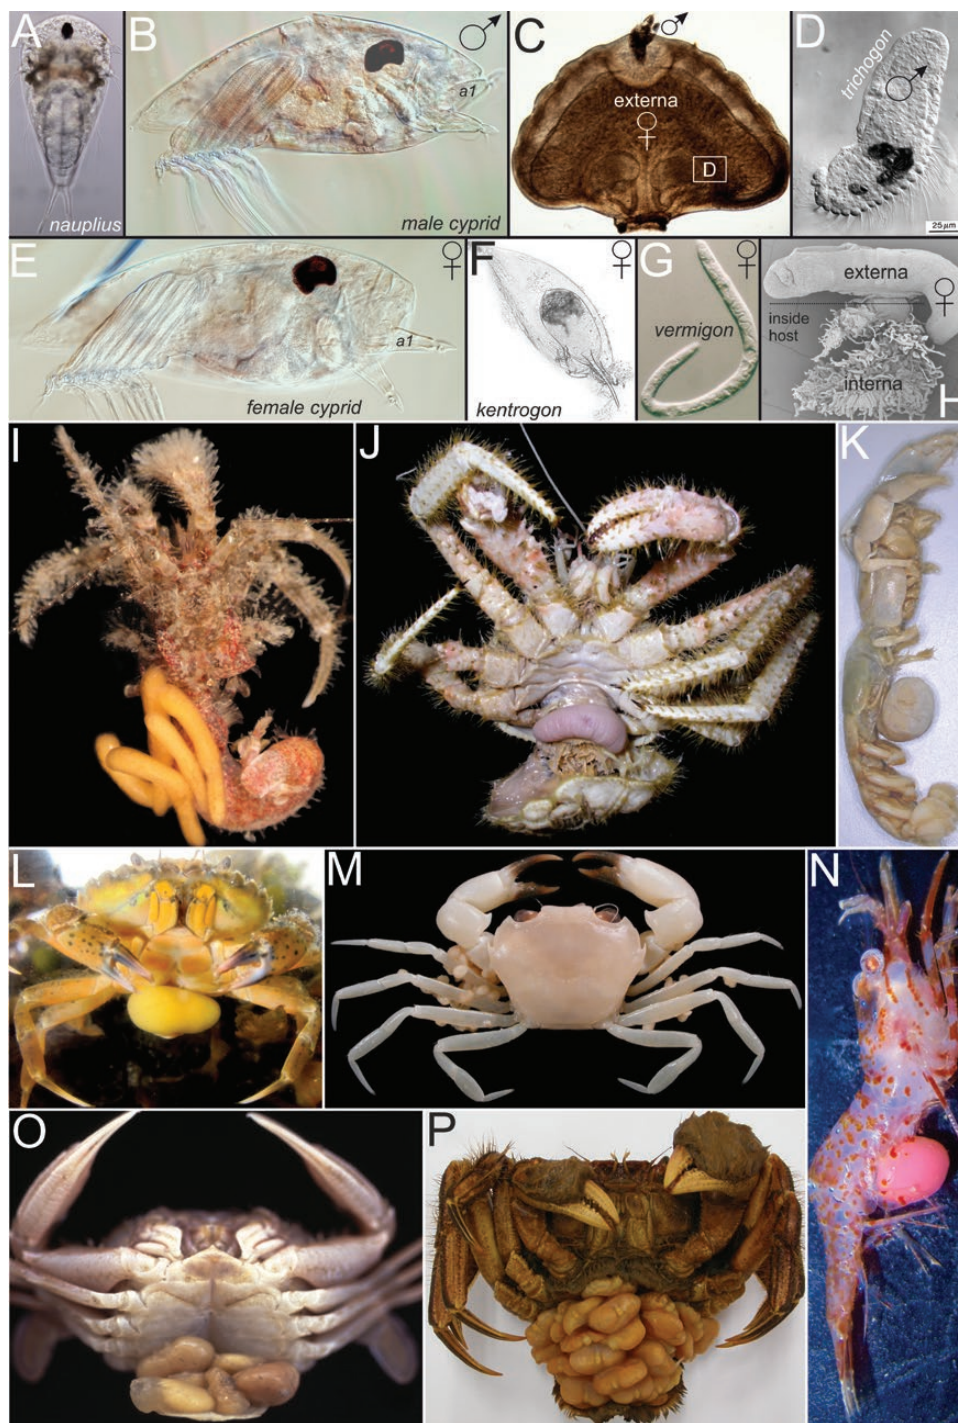 A
nauplius
B
♂
a1
male cyprid
C
♂
externa
♀
D
D
trichogon
♂
25µm
E
♀
a1
female cyprid
F
♀
kentrogon
G
♀
vermigon
externa
♀
inside
host
interna
H
I
J
K
L
M
N
O
P